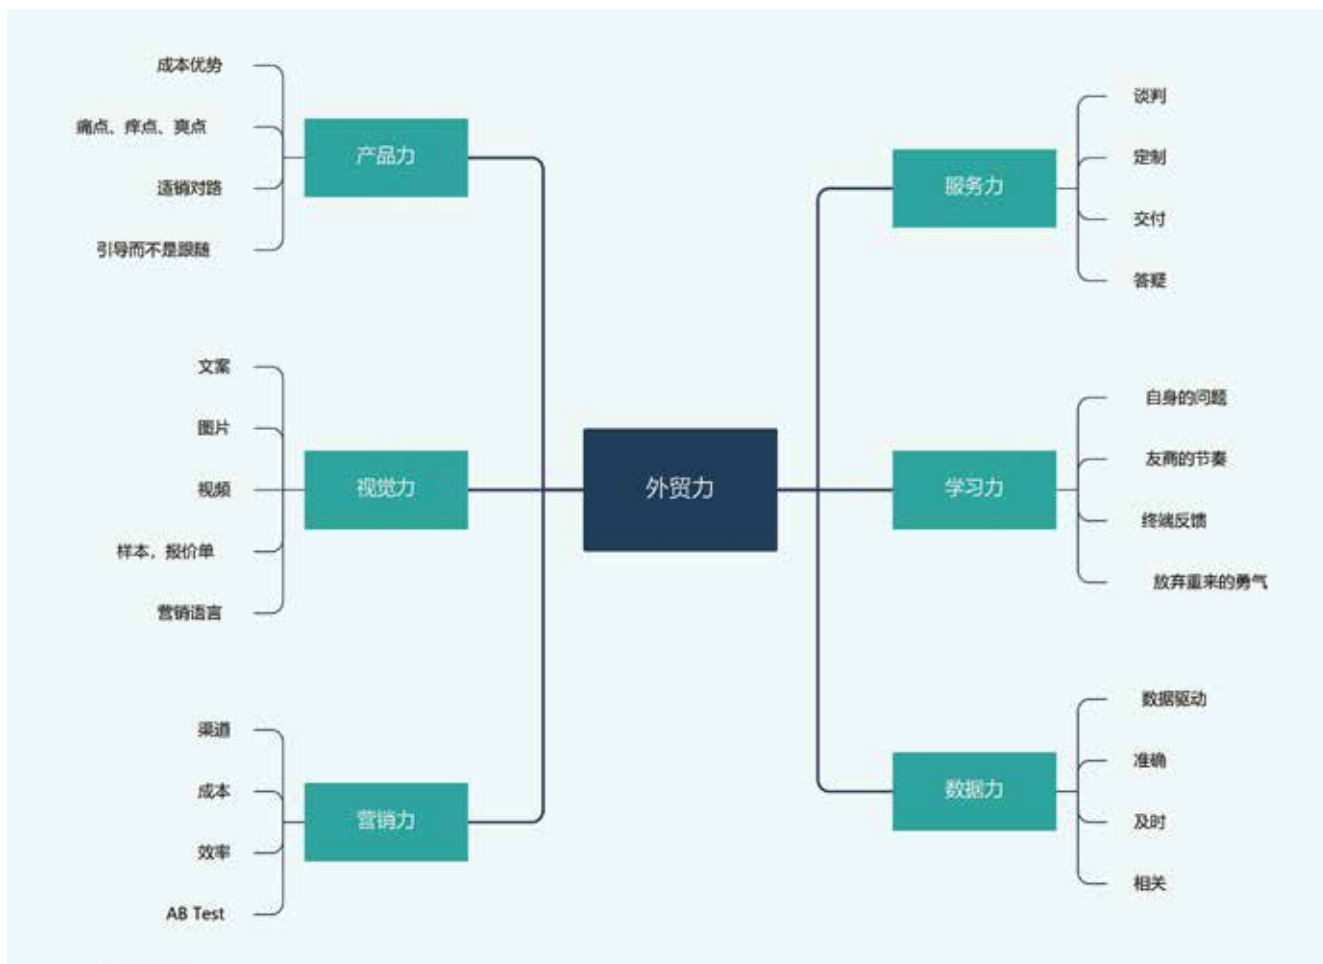 外贸力
产品力
成本优势
痛点、痒点、爽点
适销对路
引导而不是跟随
视觉力
文案
图片
视频
样本，报价单
营销语言
营销力
渠道
成本
效率
AB Test
服务力
谈判
定制
交付
答疑
学习力
自身的问题
友商的节奏
终端反馈
放弃重来的勇气
数据力
数据驱动
准确
及时
相关